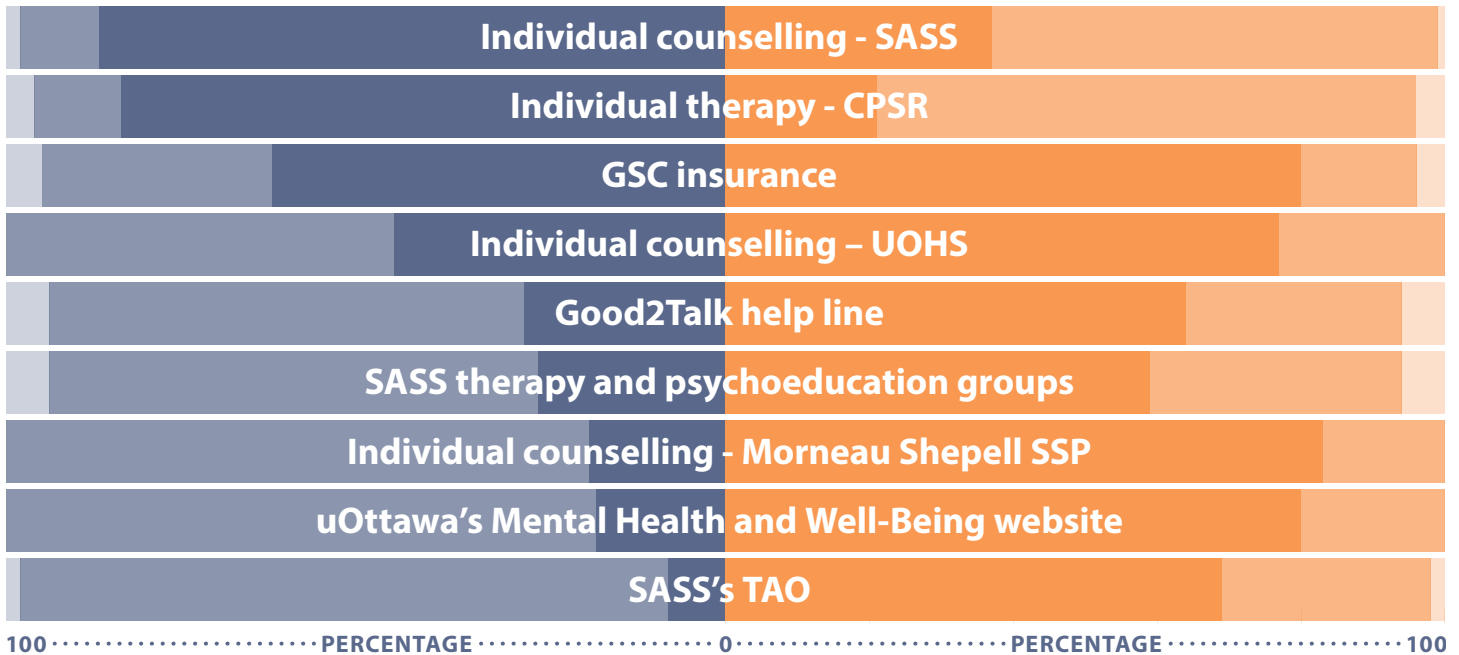 Individual counselling - SASS
Individual therapy - CPSR
GSC insurance
Individual counselling – UOHS
Good2Talk help line
SASS therapy and psychoeducation groups
Individual counselling - Morneau Shepell SSP
uOttawa’s Mental Health and Well-Being website
SASS’s TAO
100 PERCENTAGE 0 PERCENTAGE 100